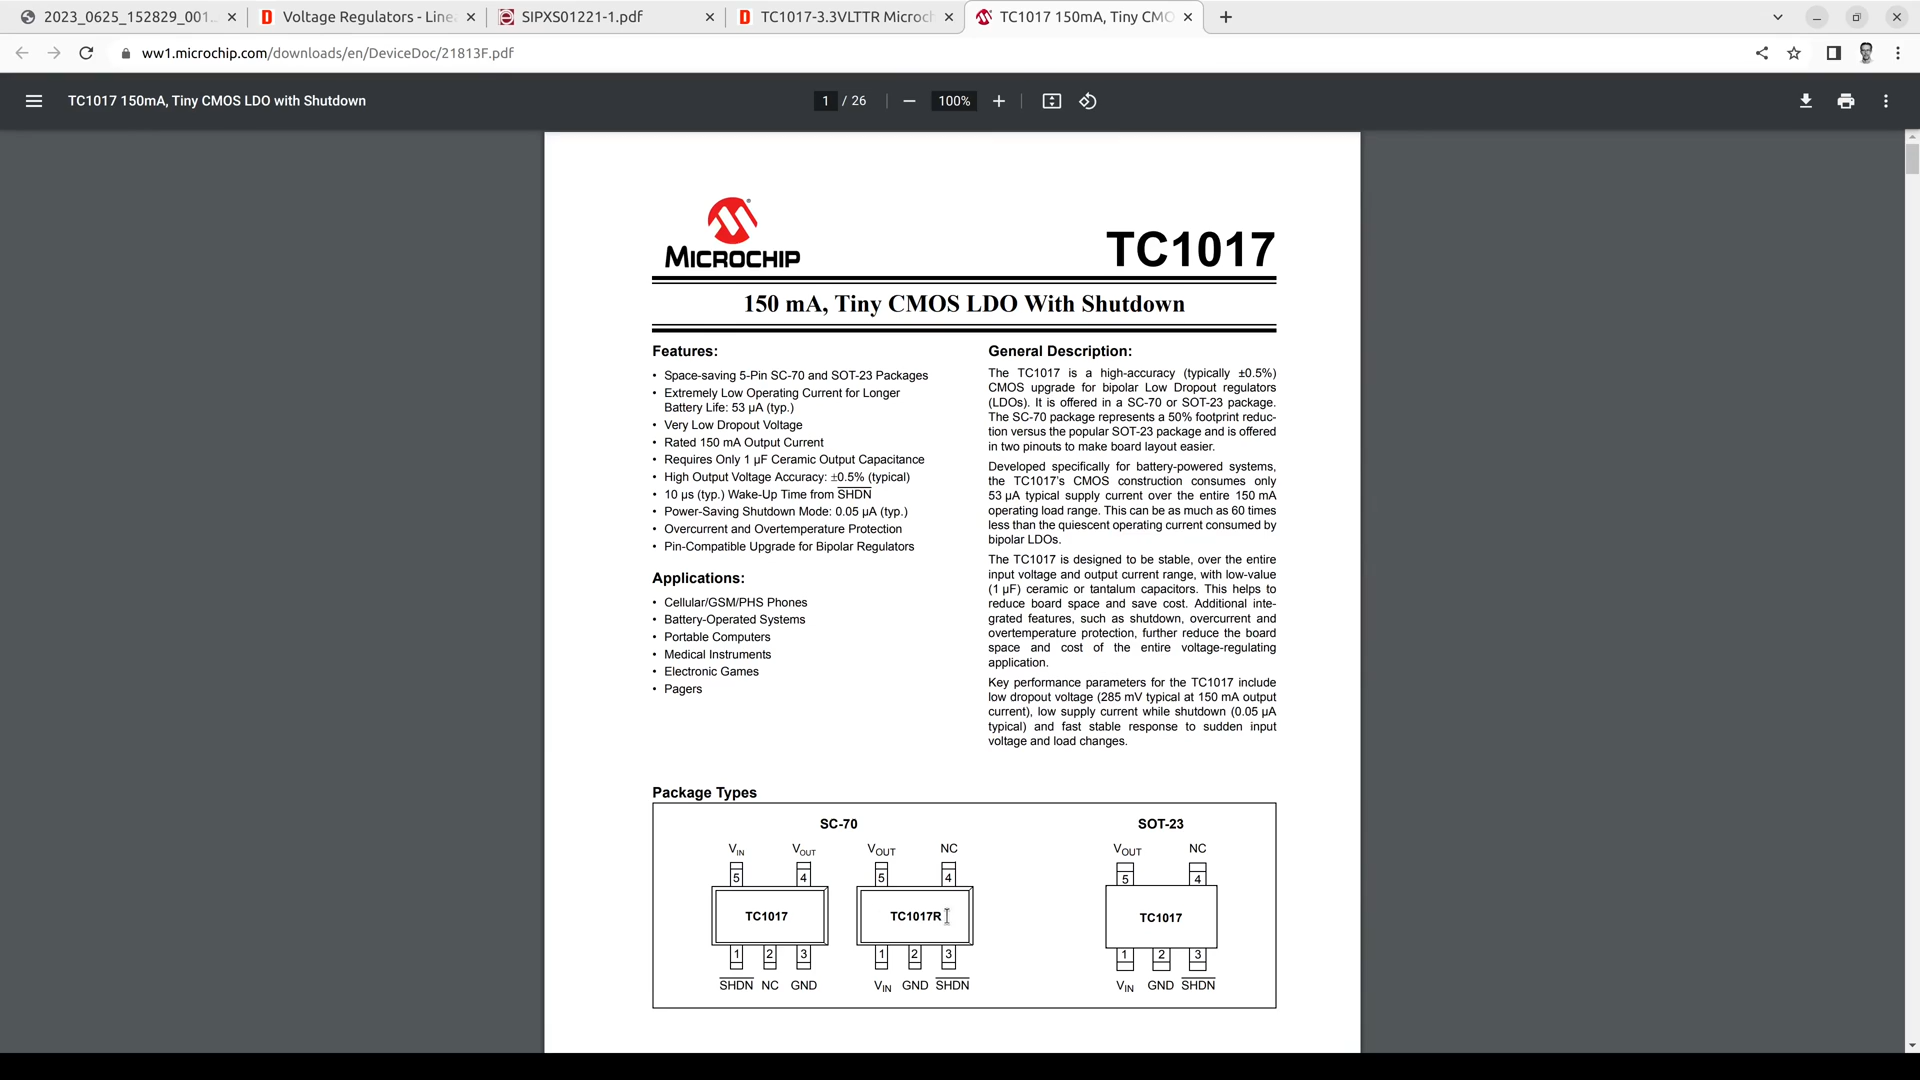 2023_0625_152829_001.
Voltage Regulators - Linea
SIPXS01221-1.pdf
TC1017-3.3VLTTR Microch
TC1017 150mA, Tiny CMO
ww1.microchip.com/downloads/en/DeviceDoc/21813F.pdf
TC1017 150mA, Tiny CMOS LDO with Shutdown
1 / 26
100%
MICROCHIP
TC1017
150 mA, Tiny CMOS LDO With Shutdown
Features:
• Space-saving 5-Pin SC-70 and SOT-23 Packages
• Extremely Low Operating Current for Longer
Battery Life: 53 µA (typ.)
• Very Low Dropout Voltage
• Rated 150 mA Output Current
• Requires Only 1 µF Ceramic Output Capacitance
• High Output Voltage Accuracy: ±0.5% (typical)
• 10 µs (typ.) Wake-Up Time from SHDN
• Power-Saving Shutdown Mode: 0.05 µA (typ.)
• Overcurrent and Overtemperature Protection
• Pin-Compatible Upgrade for Bipolar Regulators
Applications:
• Cellular/GSM/PHS Phones
• Battery-Operated Systems
• Portable Computers
• Medical Instruments
• Electronic Games
• Pagers
General Description:
The TC1017 is a high-accuracy (typically ±0.5%)
CMOS upgrade for bipolar Low Dropout regulators
(LDOs). It is offered in a SC-70 or SOT-23 package.
The SC-70 package represents a 50% footprint reduc-
tion versus the popular SOT-23 package and is offered
in two pinouts to make board layout easier.
Developed specifically for battery-powered systems,
the TC1017's CMOS construction consumes only
53 µA typical supply current over the entire 150 mA
operating load range. This can be as much as 60 times
less than the quiescent operating current consumed by
bipolar LDOs.
The TC1017 is designed to be stable, over the entire
input voltage and output current range, with low-value
(1 µF) ceramic or tantalum capacitors. This helps to
reduce board space and save cost. Additional inte-
grated features, such as shutdown, overcurrent and
overtemperature protection, further reduce the board
space and cost of the entire voltage-regulating
application.
Key performance parameters for the TC1017 include
low dropout voltage (285 mV typical at 150 mA output
current), low supply current while shutdown (0.05 µA
typical) and fast stable response to sudden input
voltage and load changes.
Package Types
SC-70
SOT-23
VIN VOUT VOUT NC VOUT NC
5 4 5 4 5 4
TC1017 TC1017R TC1017
1 2 3 1 2 3 1 2 3
SHDN NC GND VIN GND SHDN VIN GND SHDN